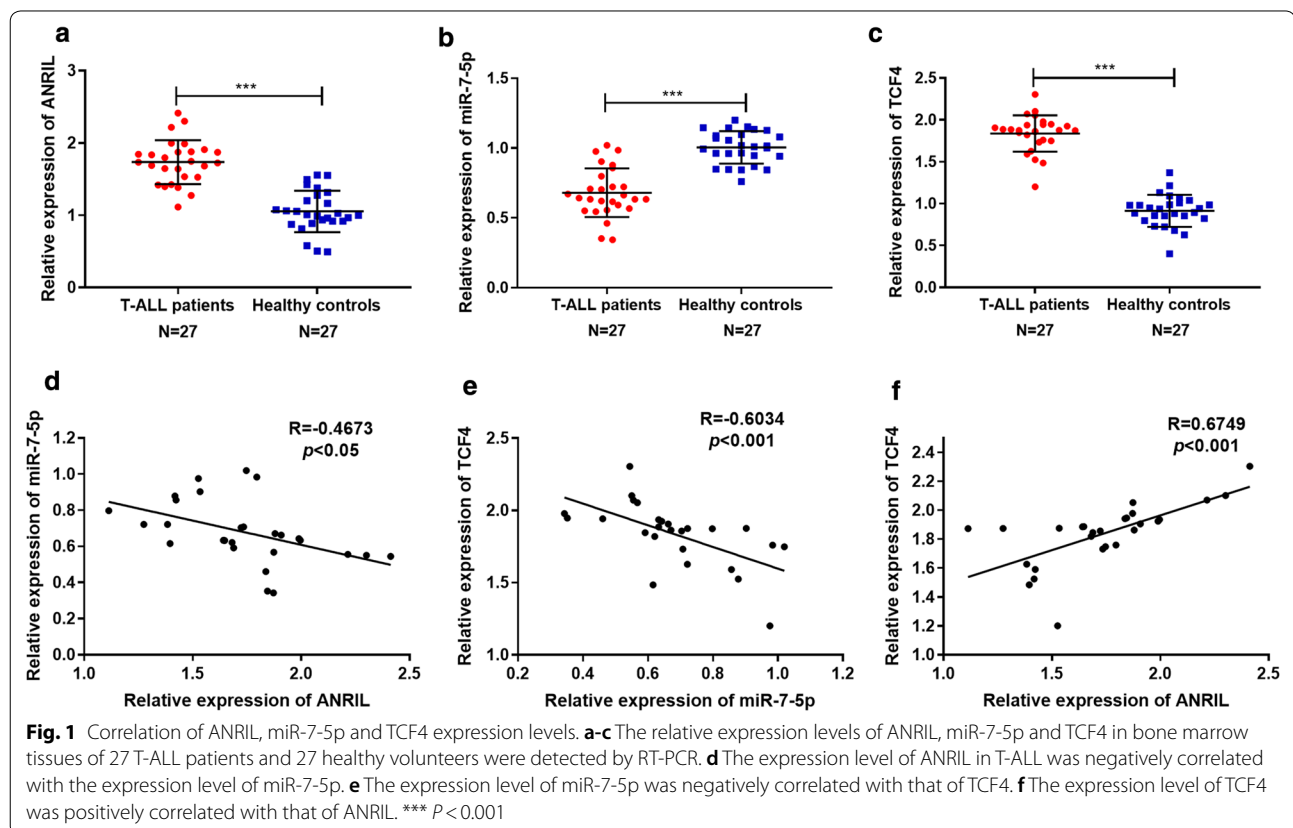 a
Relative expression of ANRIL
3
2
1
0
***
T-ALL patients Healthy controls
N=27 N=27
b
Relative expression of miR-7-5p
1.5
1.0
0.5
0.0
***
T-ALL patients Healthy controls
N=27 N=27
c
Relative expression of TCF4
2.5
2.0
1.5
1.0
0.5
0.0
***
T-ALL patients Healthy controls
N=27 N=27
d
Relative expression of miR-7-5p
1.2
1.0
0.8
0.6
0.4
0.2
0.0
R=-0.4673
p<0.05
1.0 1.5 2.0 2.5
Relative expression of ANRIL
e
Relative expression of TCF4
2.5
2.0
1.5
1.0
R=-0.6034
p<0.001
0.2 0.4 0.6 0.8 1.0 1.2
Relative expression of miR-7-5p
f
Relative expression of TCF4
2.4
2.2
2.0
1.8
1.6
1.4
1.2
1.0
R=0.6749
p<0.001
1.0 1.5 2.0 2.5
Relative expression of ANRIL
Fig. 1 Correlation of ANRIL, miR-7-5p and TCF4 expression levels. a-c The relative expression levels of ANRIL, miR-7-5p and TCF4 in bone marrow
tissues of 27 T-ALL patients and 27 healthy volunteers were detected by RT-PCR. d The expression level of ANRIL in T-ALL was negatively correlated
with the expression level of miR-7-5p. e The expression level of miR-7-5p was negatively correlated with that of TCF4. f The expression level of TCF4
was positively correlated with that of ANRIL. *** P < 0.001